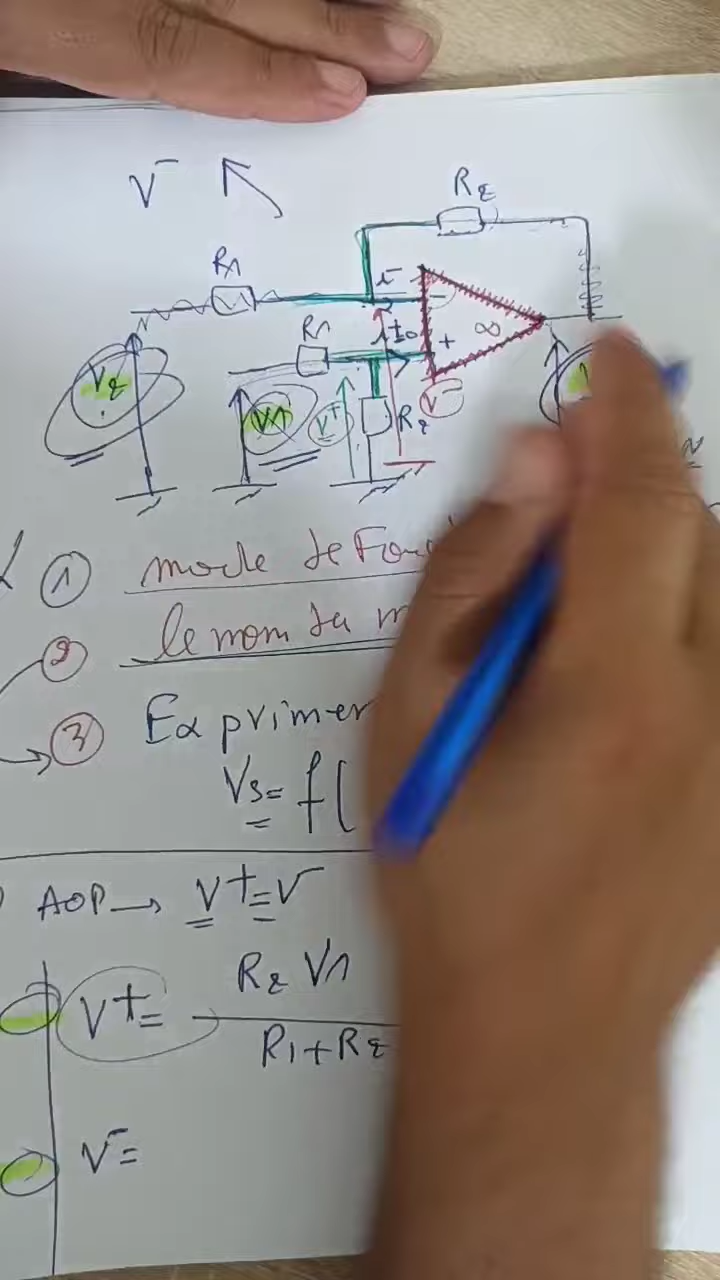 V⁻
R2
R1
i⁻
−
R1
i0
+
∞
V2
V1
V+
R2
V⁻
1 mode de Fonc
2 le nom du m
3 Exprimer
Vs= f(
AOP → V+=V⁻
V+= R2 V1
R1+R2
V⁻=